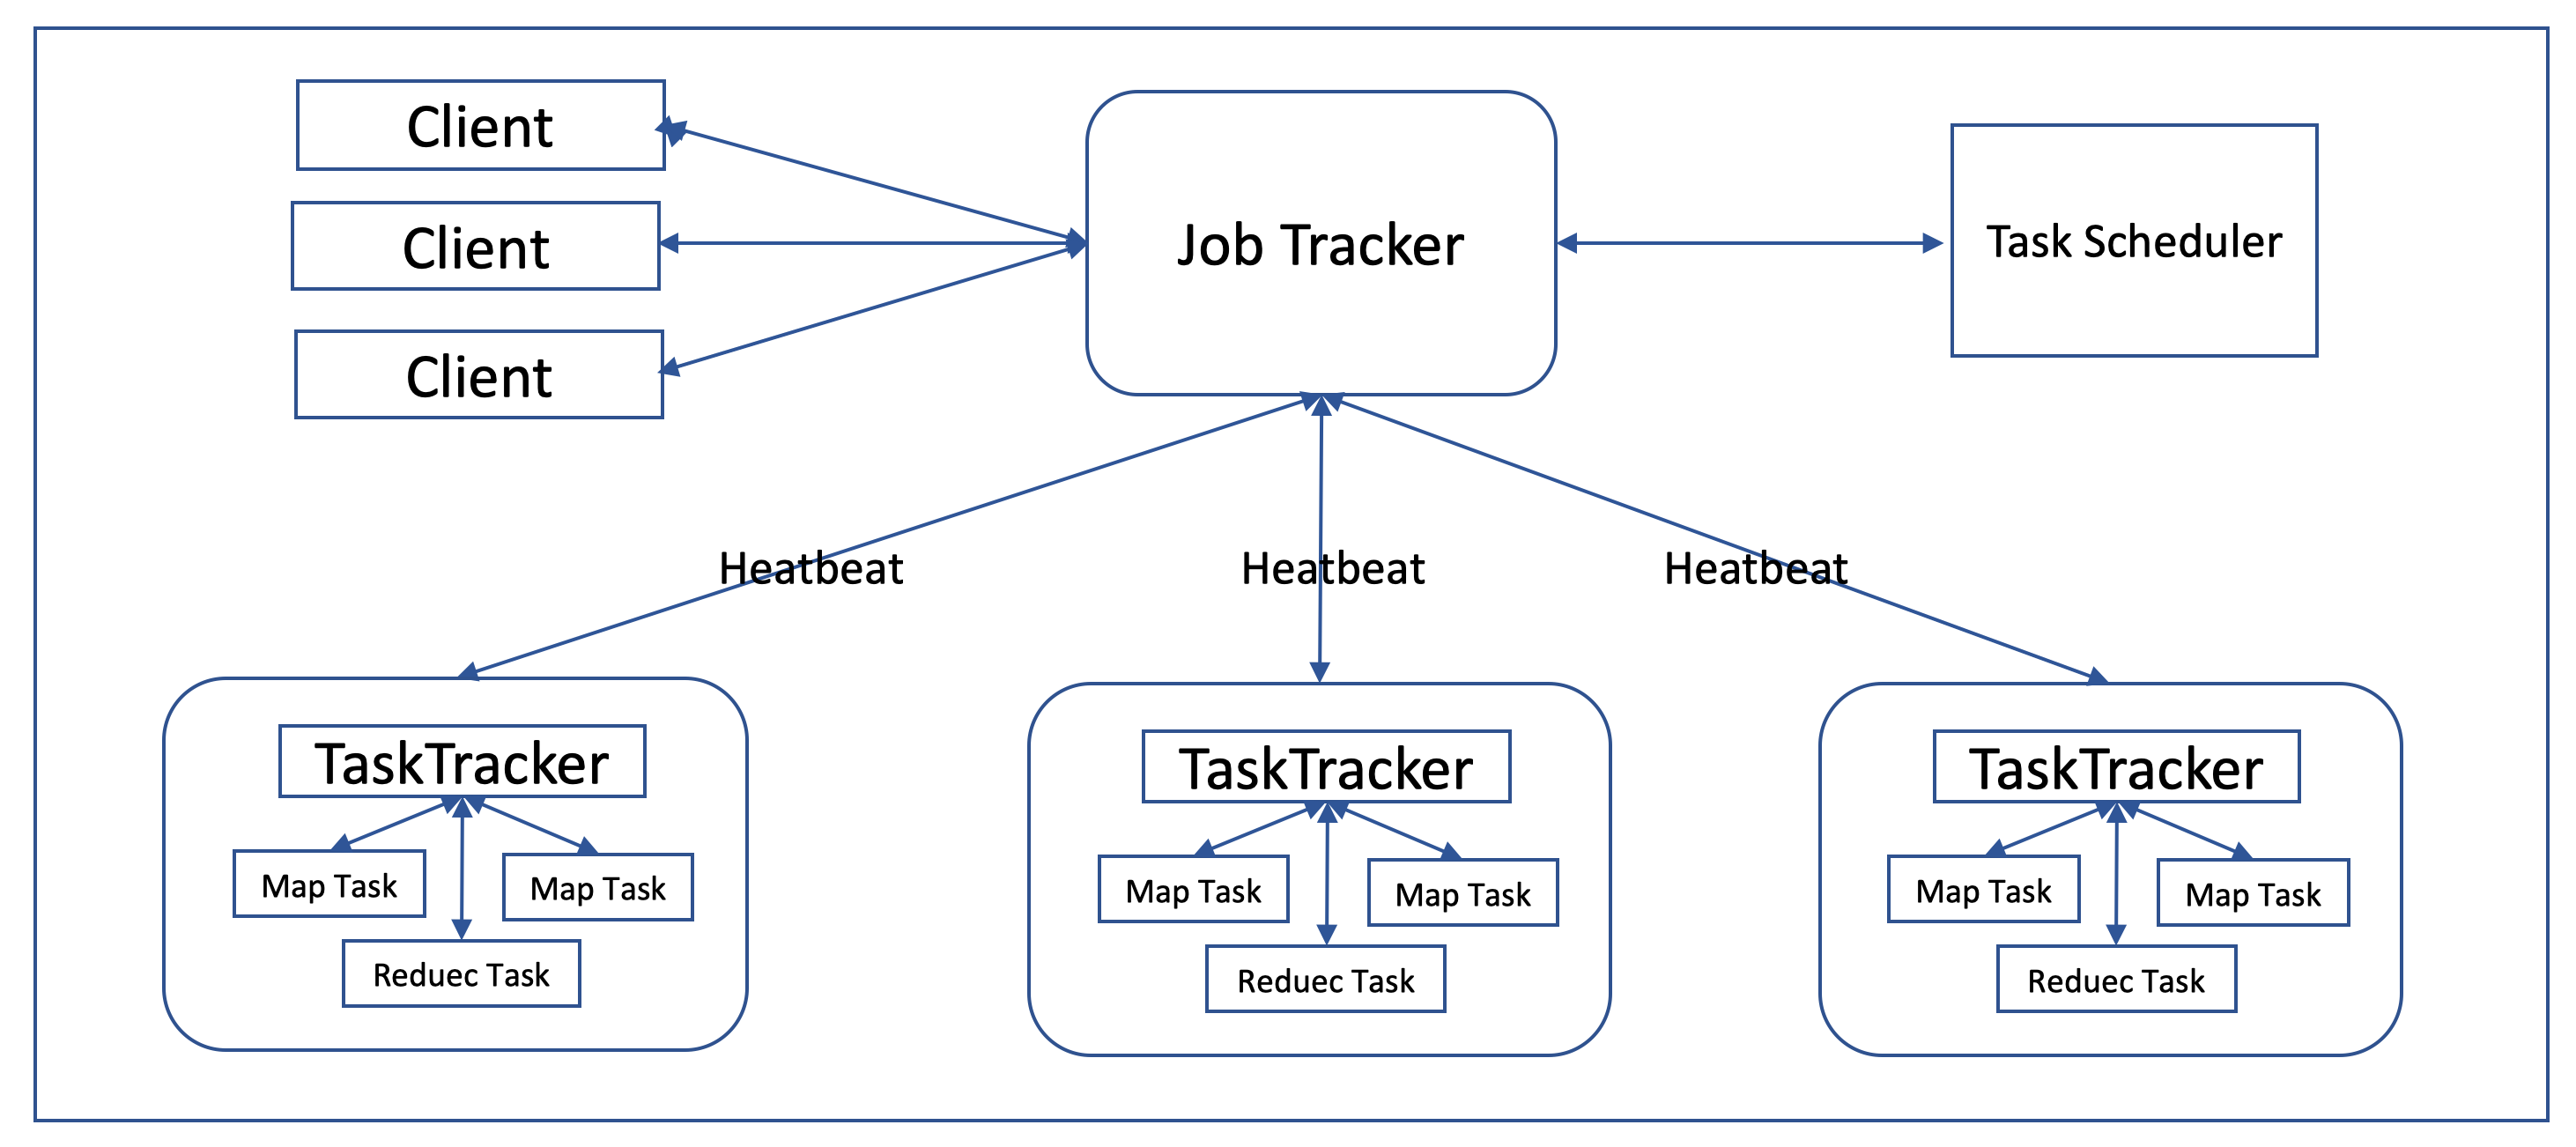 Client
Client
Client
Job Tracker
Task Scheduler
Heatbeat
Heatbeat
Heatbeat
TaskTracker
Map Task
Map Task
Reduec Task
TaskTracker
Map Task
Map Task
Reduec Task
TaskTracker
Map Task
Map Task
Reduec Task